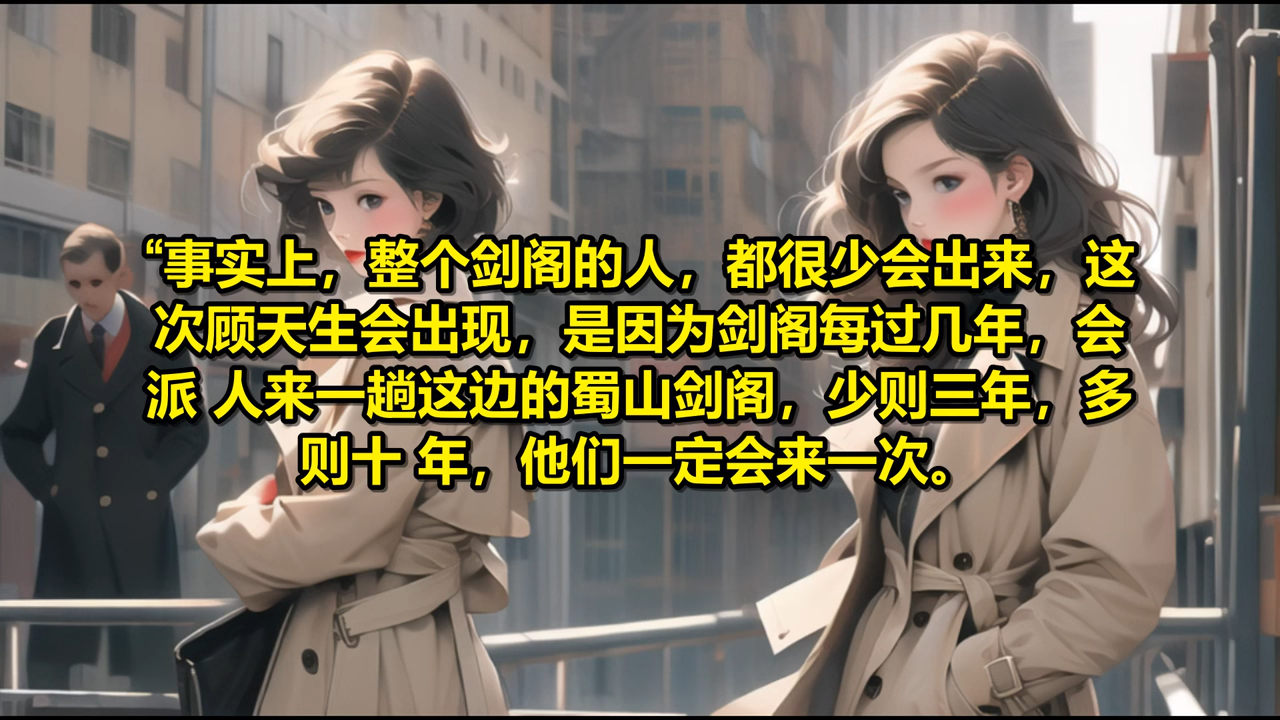 “事实上，整个剑阁的人，都很少会出来，这
次顾天生会出现，是因为剑阁每过几年，会
派 人来一趟这边的蜀山剑阁，少则三年，多
则十 年，他们一定会来一次。